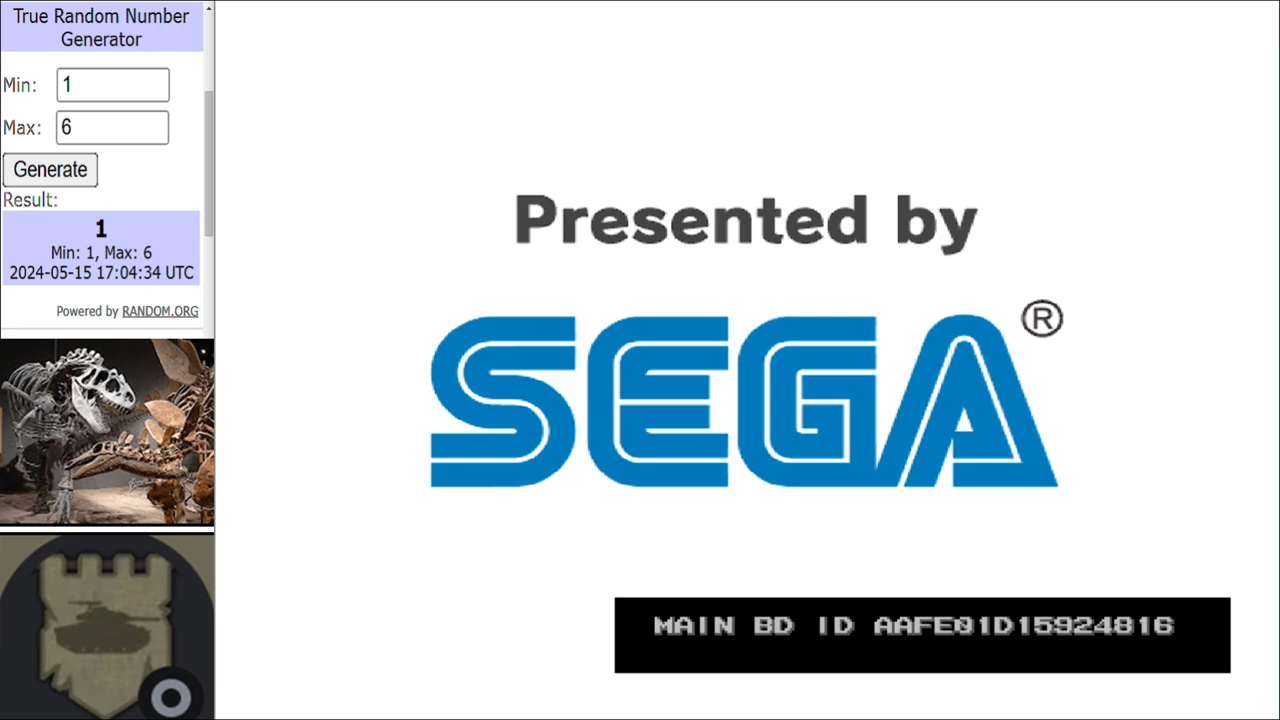 True Random Number
Generator
Min: 1
Max: 6
Generate
Result:
1
Min: 1, Max: 6
2024-05-15 17:04:34 UTC
Powered by RANDOM.ORG
Presented by
SEGA®
MAIN BD ID AAFE01D15924816